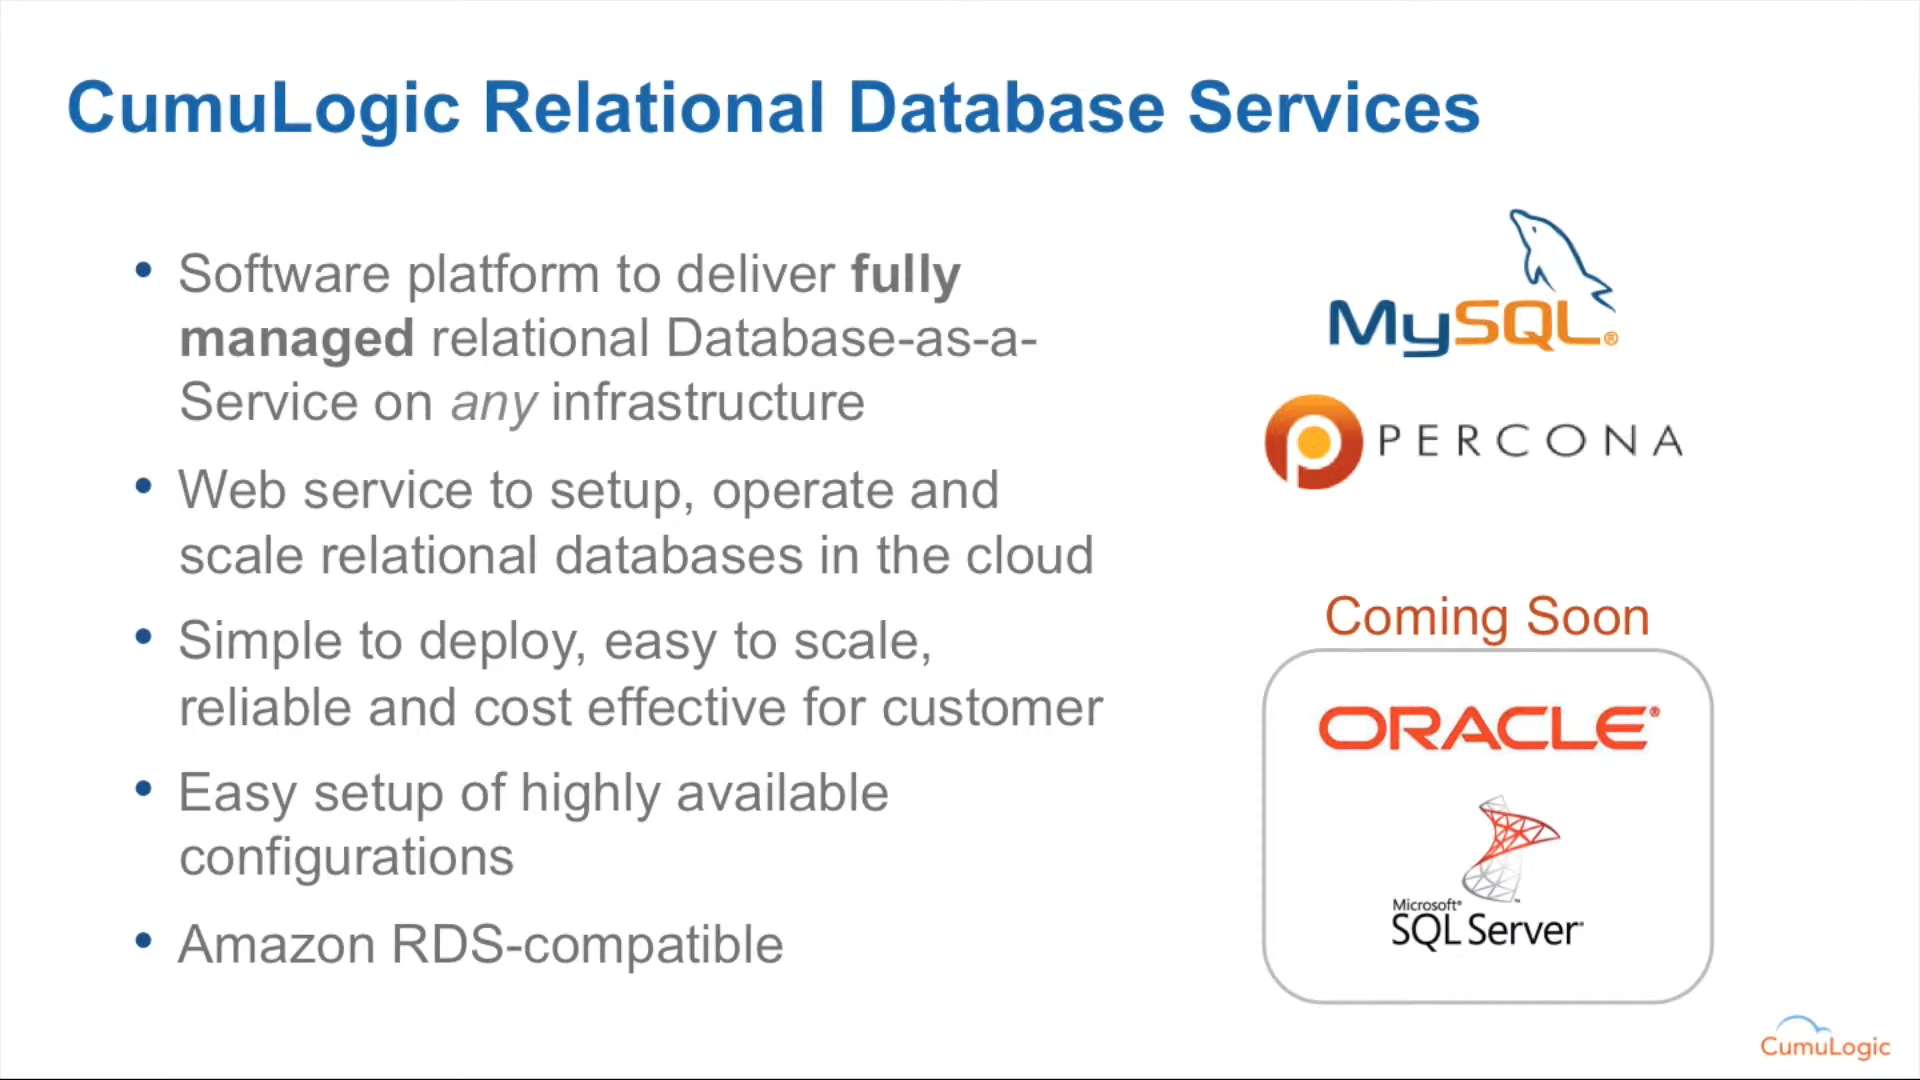 CumuLogic Relational Database Services
• Software platform to deliver fully
managed relational Database-as-a-
Service on any infrastructure
• Web service to setup, operate and
scale relational databases in the cloud
• Simple to deploy, easy to scale,
reliable and cost effective for customer
• Easy setup of highly available
configurations
• Amazon RDS-compatible
MySQL®
PERCONA
Coming Soon
ORACLE®
Microsoft®
SQL Server™
CumuLogic